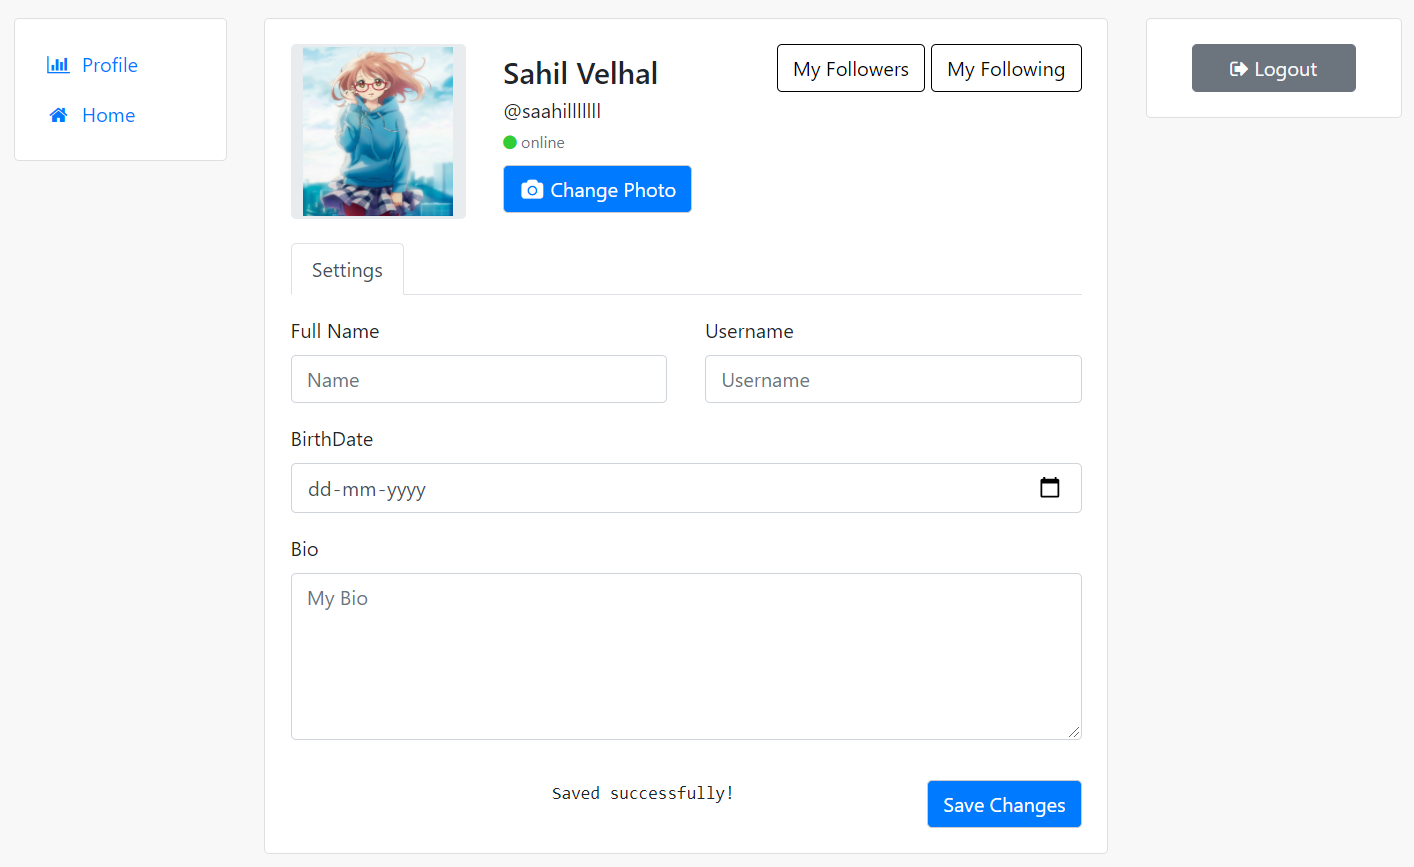 Profile
Home
Sahil Velhal
@saahilllllll
online
Change Photo
My Followers
My Following
Logout
Settings
Full Name
Name
Username
Username
BirthDate
dd-mm-yyyy
Bio
My Bio
Saved successfully!
Save Changes